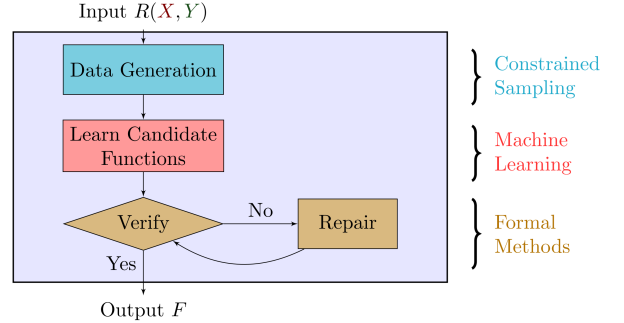 Input R(X, Y)
Data Generation
Constrained
Sampling
Learn Candidate
Functions
Machine
Learning
Verify
No
Repair
Formal
Methods
Yes
Output F